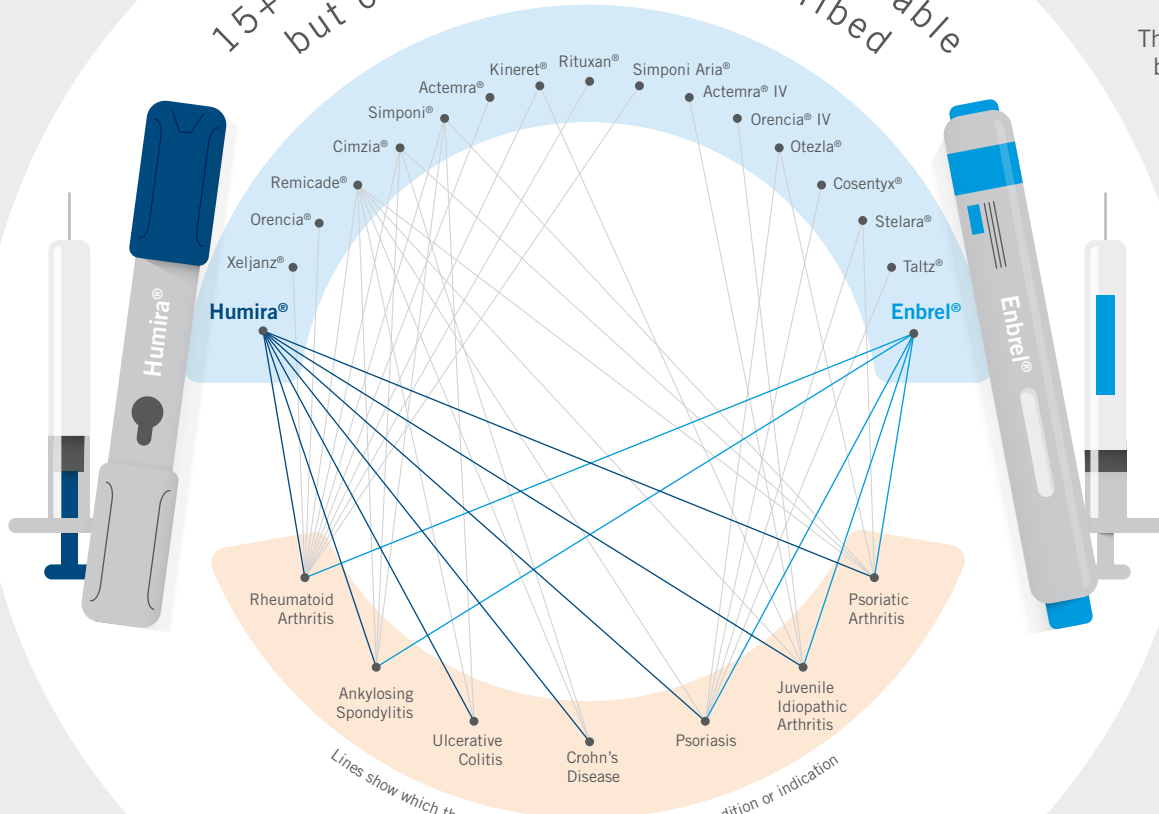 15+
but
able
ribed
Th
b
Kineret®
Rituxan®
Simponi Aria®
Actemra®
Actemra® IV
Simponi®
Orencia® IV
Cimzia®
Otezla®
Remicade®
Cosentyx®
Orencia®
Stelara®
Xeljanz®
Taltz®
Humira®
Enbrel®
Humira®
Enbrel®
Rheumatoid
Arthritis
Psoriatic
Arthritis
Ankylosing
Spondylitis
Juvenile
Idiopathic
Arthritis
Ulcerative
Colitis
Psoriasis
Crohn's
Disease
Lines show which th
dition or indication